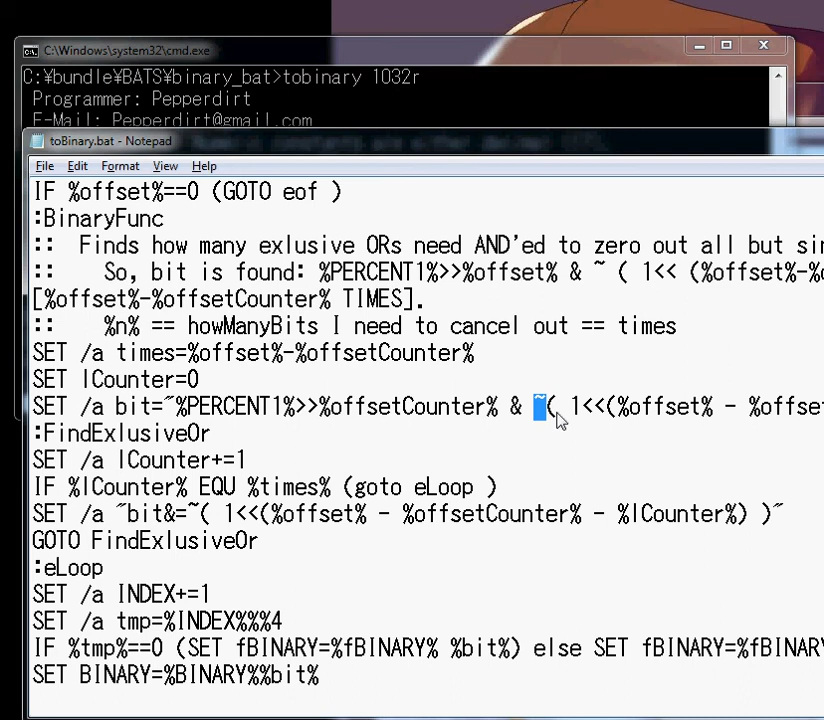 C:\Windows\system32\cmd.exe
C:¥bundle¥BATS¥binary_bat>tobinary 1032r
Programmer: Pepperdirt
E-Mail: Pepperdirt@gmail.com
toBinary.bat - Notepad
File Edit Format View Help
IF %offset%==0 (GOTO eof )
:BinaryFunc
::  Finds how many exlusive ORs need AND'ed to zero out all but si
::    So, bit is found: %PERCENT1%>>%offset% & ~ ( 1<< (%offset%-%o
[%offset%-%offsetCounter% TIMES].
::    %n% == howManyBits I need to cancel out == times
SET /a times=%offset%-%offsetCounter%
SET lCounter=0
SET /a bit="%PERCENT1%>>%offsetCounter% & ~( 1<<(%offset% - %offse
:FindExlusiveOr
SET /a lCounter+=1
IF %lCounter% EQU %times% (goto eLoop )
SET /a "bit&=~( 1<<(%offset% - %offsetCounter% - %lCounter%) )"
GOTO FindExlusiveOr
:eLoop
SET /a INDEX+=1
SET /a tmp=%INDEX%%%4
IF %tmp%==0 (SET fBINARY=%fBINARY% %bit%) else SET fBINARY=%fBINARY
SET BINARY=%BINARY%%bit%